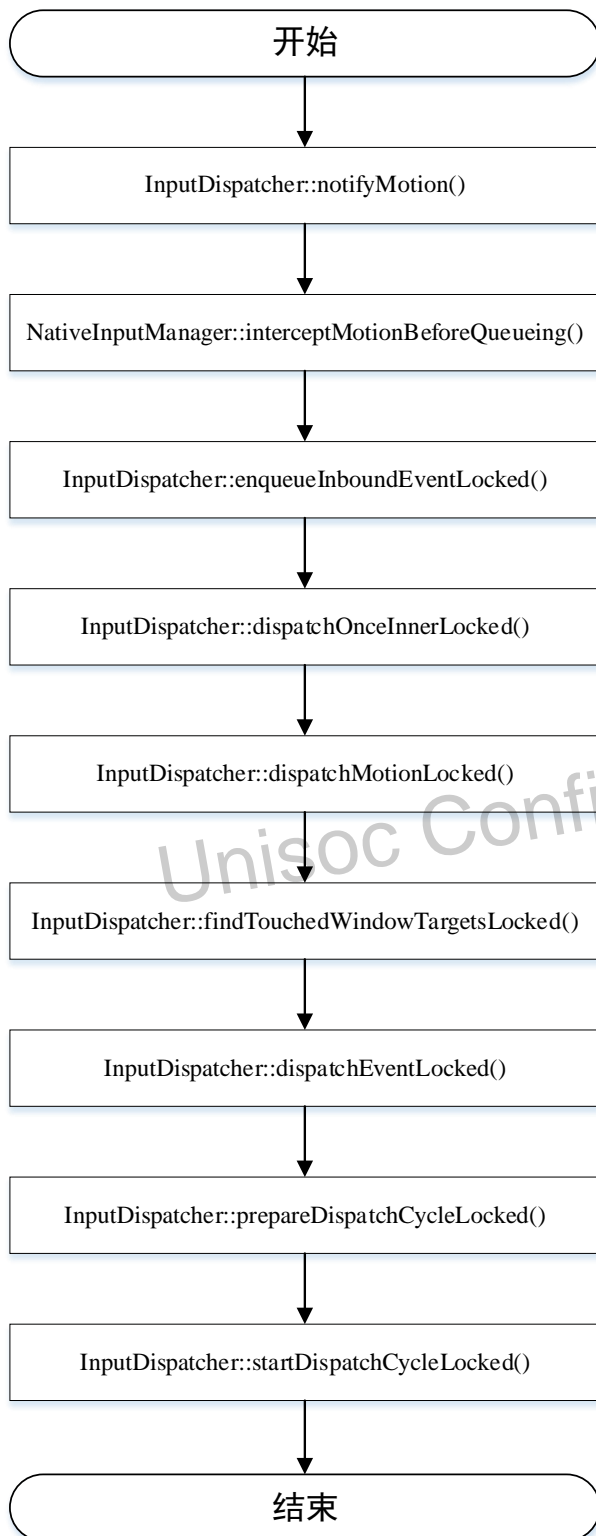 开始
InputDispatcher::notifyMotion()
NativeInputManager::interceptMotionBeforeQueueing()
InputDispatcher::enqueueInboundEventLocked()
InputDispatcher::dispatchOnceInnerLocked()
InputDispatcher::dispatchMotionLocked()
Unisoc Confi
InputDispatcher::findTouchedWindowTargetsLocked()
InputDispatcher::dispatchEventLocked()
InputDispatcher::prepareDispatchCycleLocked()
InputDispatcher::startDispatchCycleLocked()
结束